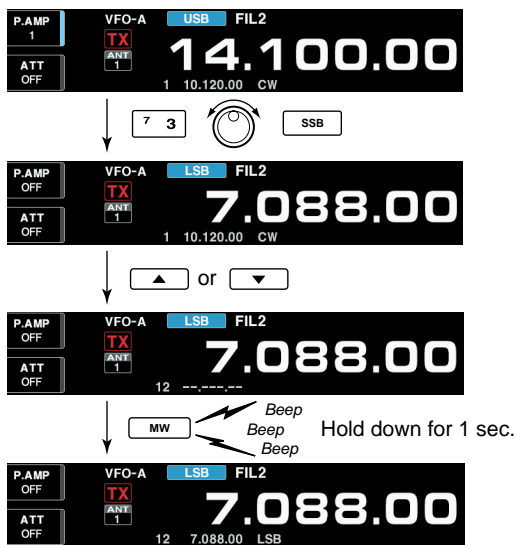 P.AMP VFO-A USB FIL2
1 TX 14.100.00
ATT ANT
OFF 1 1 10.120.00 CW
7 3 SSB
P.AMP VFO-A LSB FIL2
OFF TX 7.088.00
ATT ANT
OFF 1 1 10.120.00 CW
or
P.AMP VFO-A LSB FIL2
OFF TX 7.088.00
ATT ANT
OFF 1 12 --.---.--
Beep
MW Beep Hold down for 1 sec.
Beep
P.AMP VFO-A LSB FIL2
OFF TX 7.088.00
ATT ANT
OFF 1 12 7.088.00 LSB